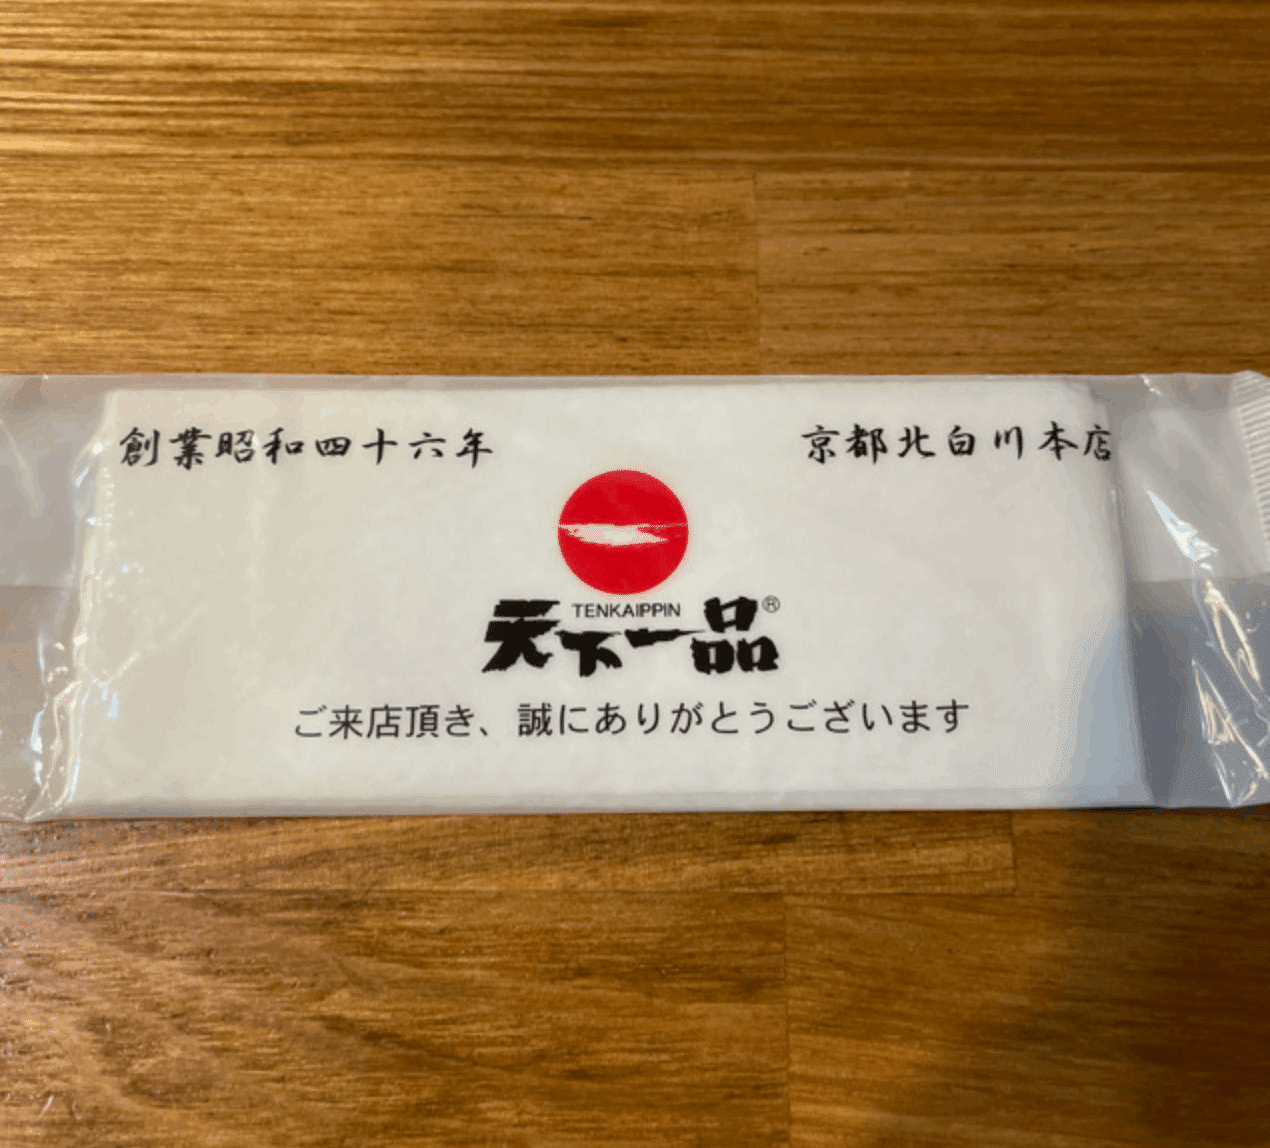 創業昭和四十六年
京都北白川本店
TENKAIPPIN
天下一品®
ご来店頂き、誠にありがとうございます